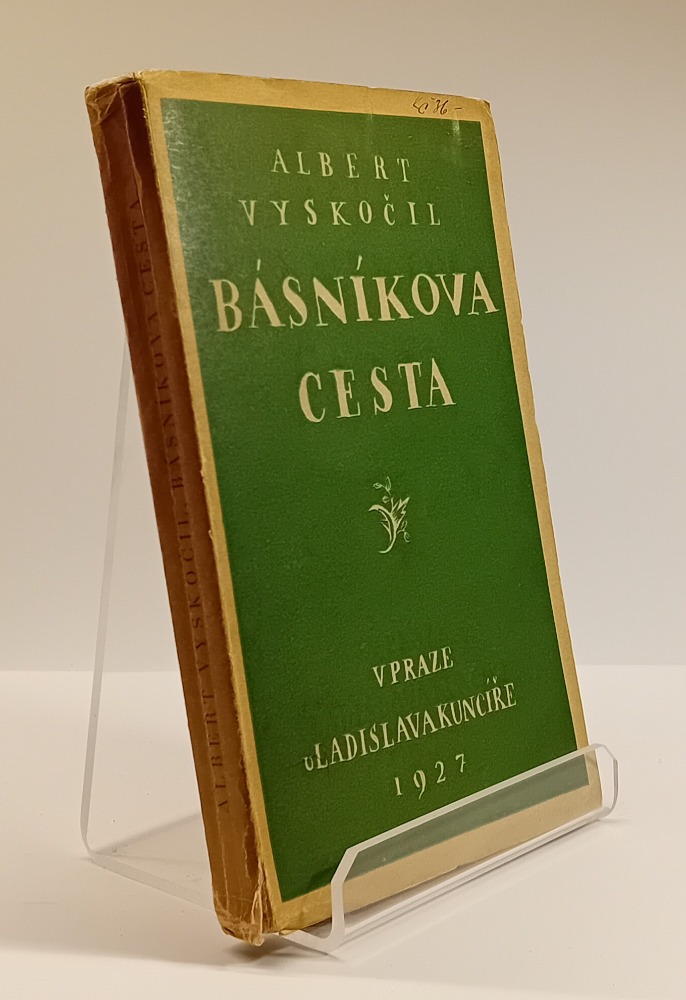 ALBERT
VYSKOČIL
BÁSNÍKOVA
CESTA
V PRAZE
U LADISLAVA KUNCÍŘE
1927
ALBERT VYSKOČIL, BÁSNÍKOVA CESTA